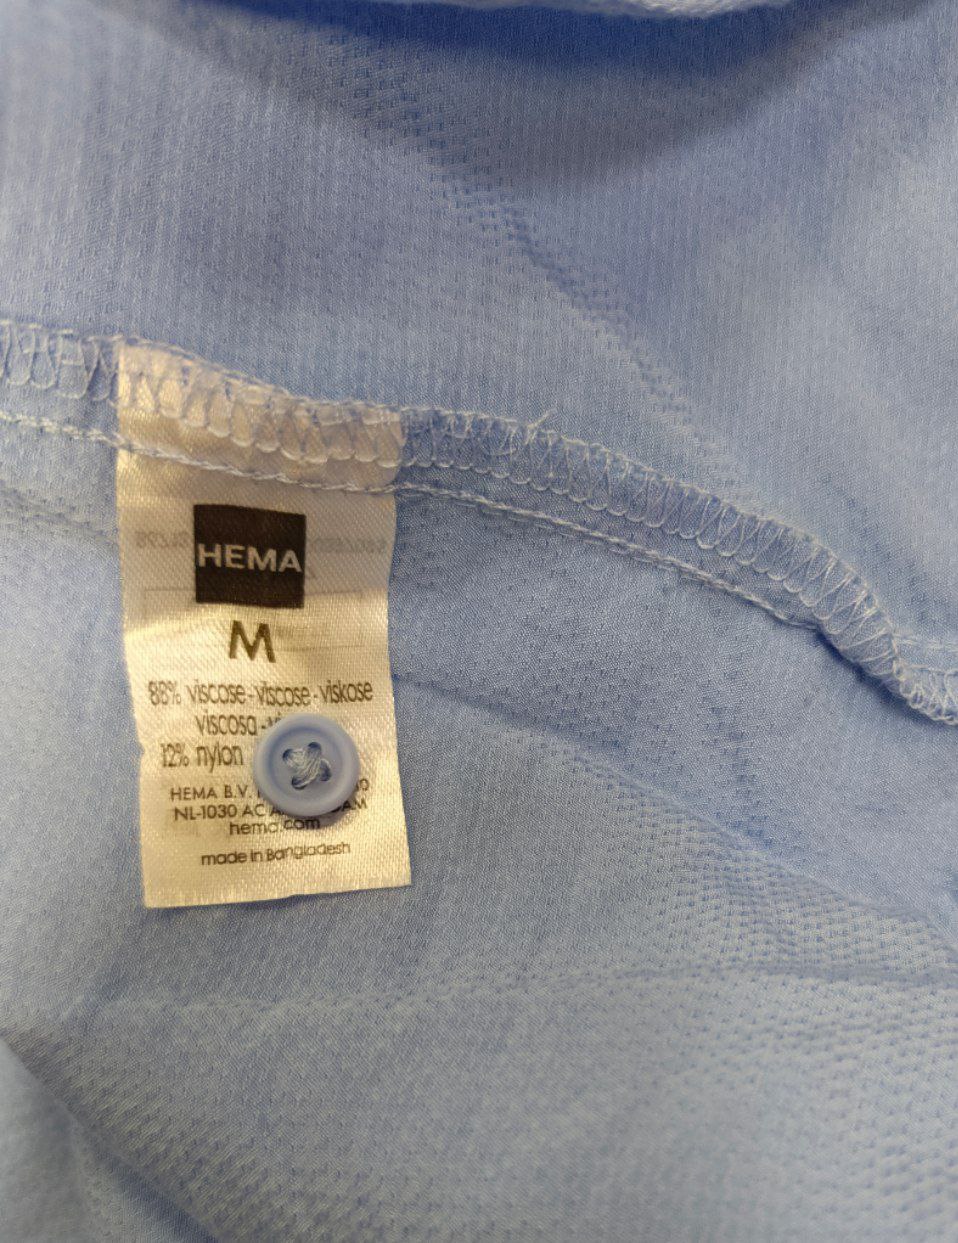 HEMA
M
88% viscose-viscose-viskose
viscosa
12% nylon
HEMA B.V.
NL-1030 AC
hema.com
made in Bangladesh